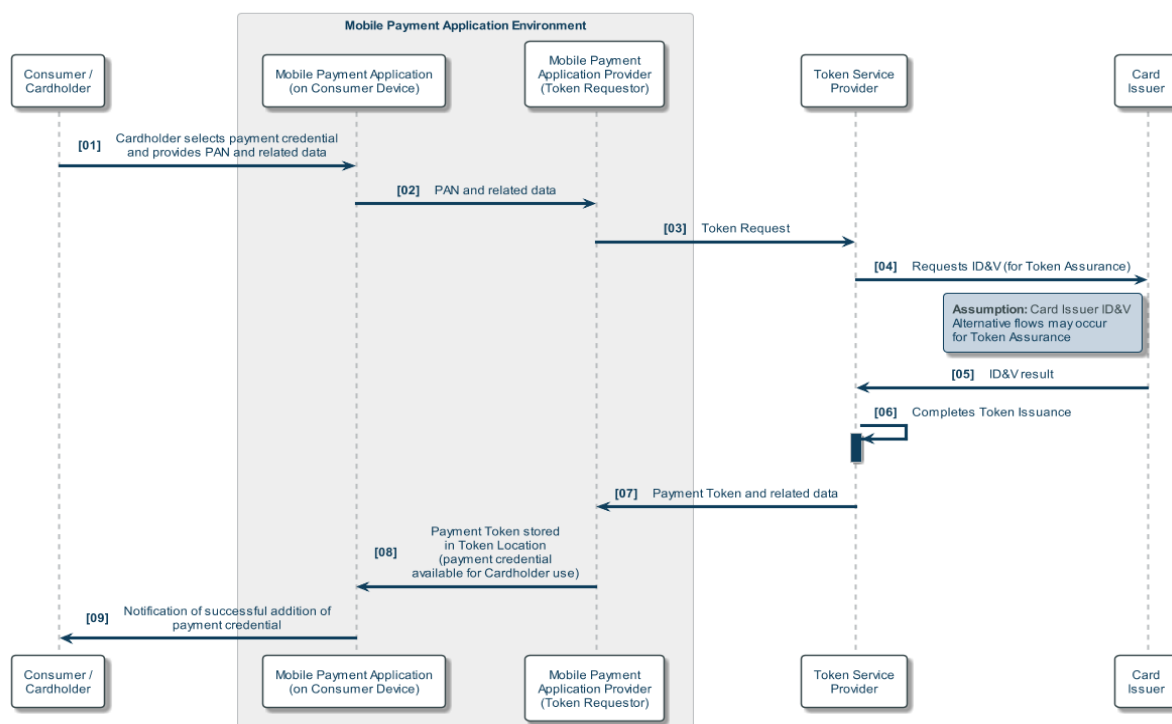 Mobile Payment Application Environment
Consumer /
Cardholder
Mobile Payment Application
(on Consumer Device)
Mobile Payment
Application Provider
(Token Requestor)
Token Service
Provider
Card
Issuer
[01] Cardholder selects payment credential
and provides PAN and related data
[02] PAN and related data
[03] Token Request
[04] Requests ID&V (for Token Assurance)
Assumption: Card Issuer ID&V
Alternative flows may occur
for Token Assurance
[05] ID&V result
[06] Completes Token Issuance
[07] Payment Token and related data
Payment Token stored
in Token Location
[08] (payment credential
available for Cardholder use)
[09] Notification of successful addition of
payment credential
Consumer /
Cardholder
Mobile Payment Application
(on Consumer Device)
Mobile Payment
Application Provider
(Token Requestor)
Token Service
Provider
Card
Issuer